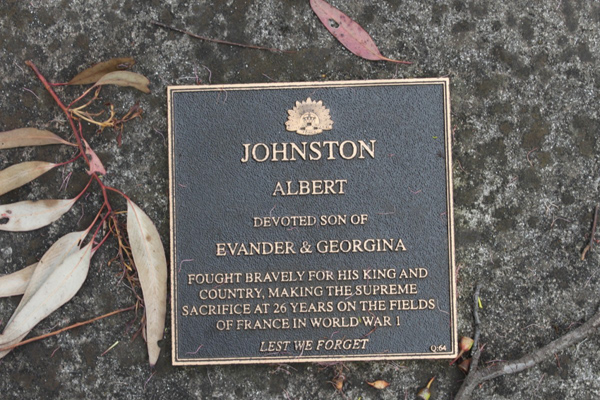 JOHNSTON
ALBERT
DEVOTED SON OF
EVANDER & GEORGINA
FOUGHT BRAVELY FOR HIS KING AND
COUNTRY, MAKING THE SUPREME
SACRIFICE AT 26 YEARS ON THE FIELDS
OF FRANCE IN WORLD WAR 1
LEST WE FORGET